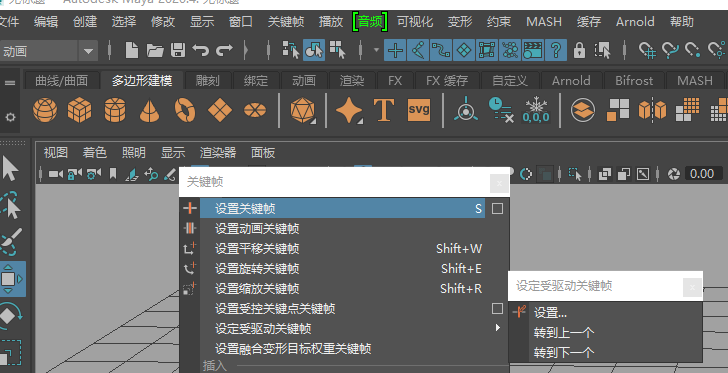 文件 编辑 创建 选择 修改 显示 窗口 关键帧 播放 [音频] 可视化 变形 约束 MASH 缓存 Arnold 帮助
动画
曲线/曲面 多边形建模 雕刻 绑定 动画 渲染 FX FX 缓存 自定义 Arnold Bifrost MASH
T svg 0,0,0
视图 着色 照明 显示 渲染器 面板
0.00
关键帧
设置关键帧 S
设置动画关键帧
设置平移关键帧 Shift+W
设置旋转关键帧 Shift+E
设置缩放关键帧 Shift+R
设置受控关键点关键帧
设定受驱动关键帧
设置融合变形目标权重关键帧
插入
设定受驱动关键帧
设置...
转到上一个
转到下一个